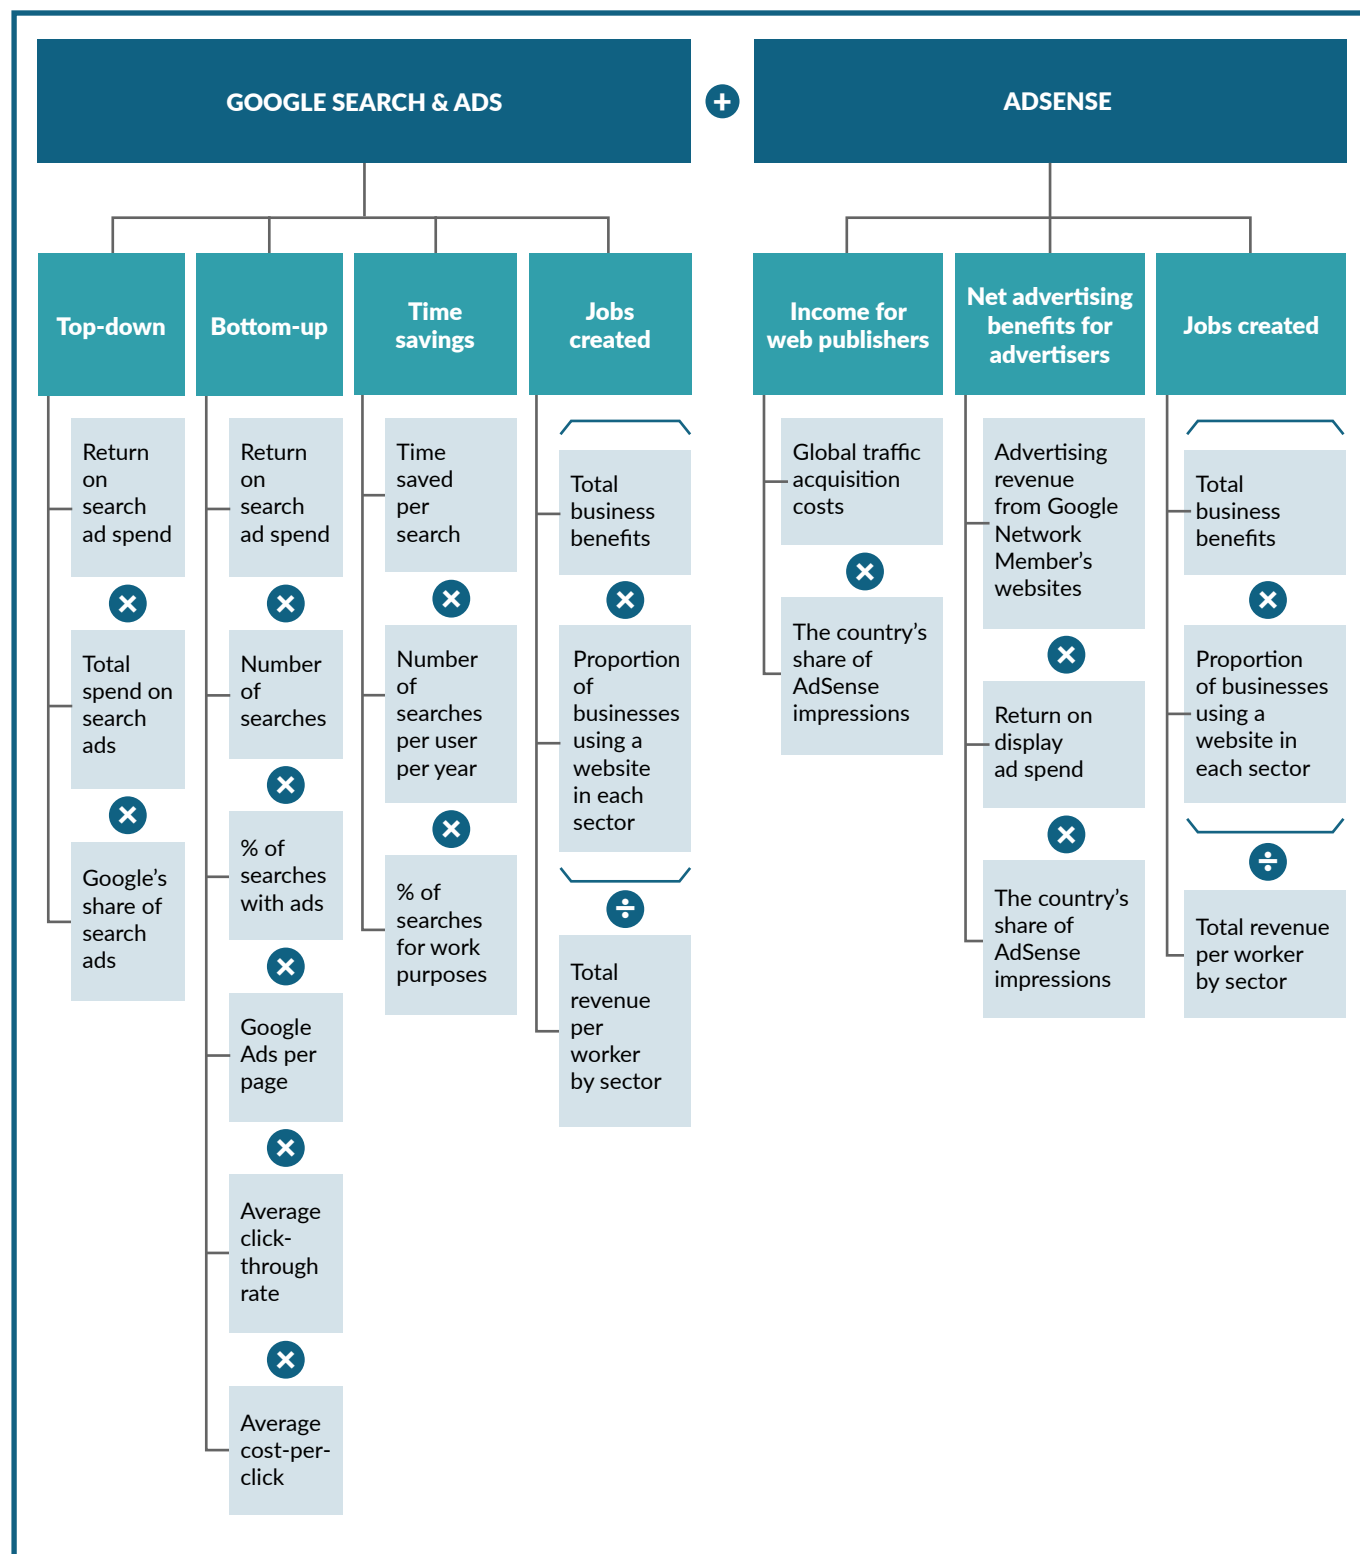 GOOGLE SEARCH & ADS
+
ADSENSE
Top-down
Return
on
search
ad spend
×
Total
spend on
search
ads
×
Google’s
share of
search
ads
Bottom-up
Return
on
search
ad spend
×
Number
of
searches
×
% of
searches
with ads
×
Google
Ads per
page
×
Average
click-
through
rate
×
Average
cost-per-
click
Time
savings
Time
saved
per
search
×
Number
of
searches
per user
per year
×
% of
searches
for work
purposes
Jobs
created
Total
business
benefits
×
Proportion
of
businesses
using a
website
in each
sector
÷
Total
revenue
per
worker
by sector
Income for
web publishers
Global traffic
acquisition
costs
×
The country’s
share of
AdSense
impressions
Net advertising
benefits for
advertisers
Advertising
revenue
from Google
Network
Member’s
websites
×
Return on
display
ad spend
×
The country’s
share of
AdSense
impressions
Jobs created
Total
business
benefits
×
Proportion
of businesses
using a
website in
each sector
÷
Total revenue
per worker
by sector